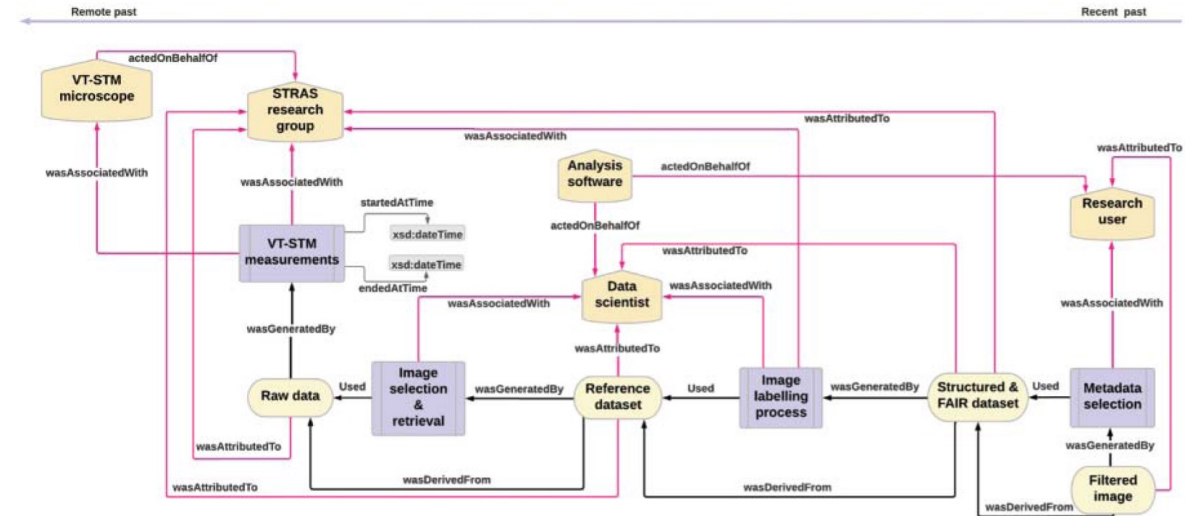 Remote past
Recent past
actedOnBehalfOf
VT-STM
microscope
STRAS
research
group
wasAttributedTo
wasAssociatedWith
wasAttributedTo
Analysis
software
actedOnBehalfOf
wasAssociatedWith
wasAssociatedWith
startedAtTime
xsd:dateTime
Research
user
actedOnBehalfOf
VT-STM
measurements
xsd:dateTime
endedAtTime
wasAttributedTo
Data
scientist
wasAssociatedWith
wasAssociatedWith
wasAssociatedWith
wasGeneratedBy
wasAttributedTo
Raw data
Used
Image
selection
&
retrieval
wasGeneratedBy
Reference
dataset
Used
Image
labelling
process
wasGeneratedBy
Structured &
FAIR dataset
Used
Metadata
selection
wasAttributedTo
wasGeneratedBy
wasDerivedFrom
wasAttributedTo
wasDerivedFrom
Filtered
image
wasDerivedFrom